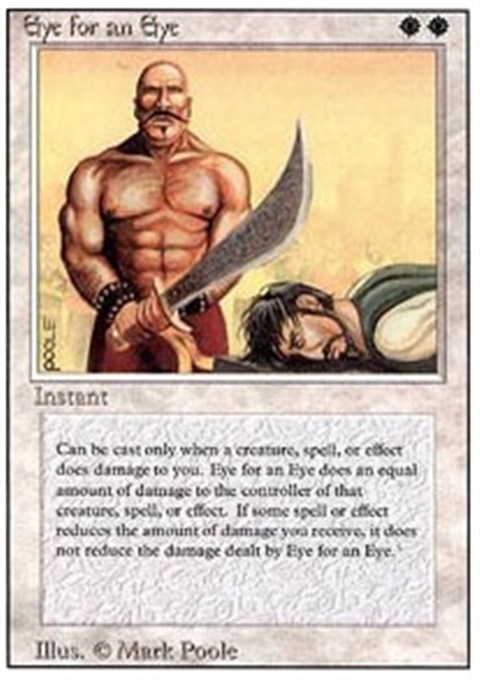 Eye for an Eye
POOLE
Instant
Can be cast only when a creature, spell, or effect
does damage to you. Eye for an Eye does an equal
amount of damage to the controller of that
creature, spell, or effect. If some spell or effect
reduces the amount of damage you receive, it does
not reduce the damage dealt by Eye for an Eye.
Illus. © Mark Poole